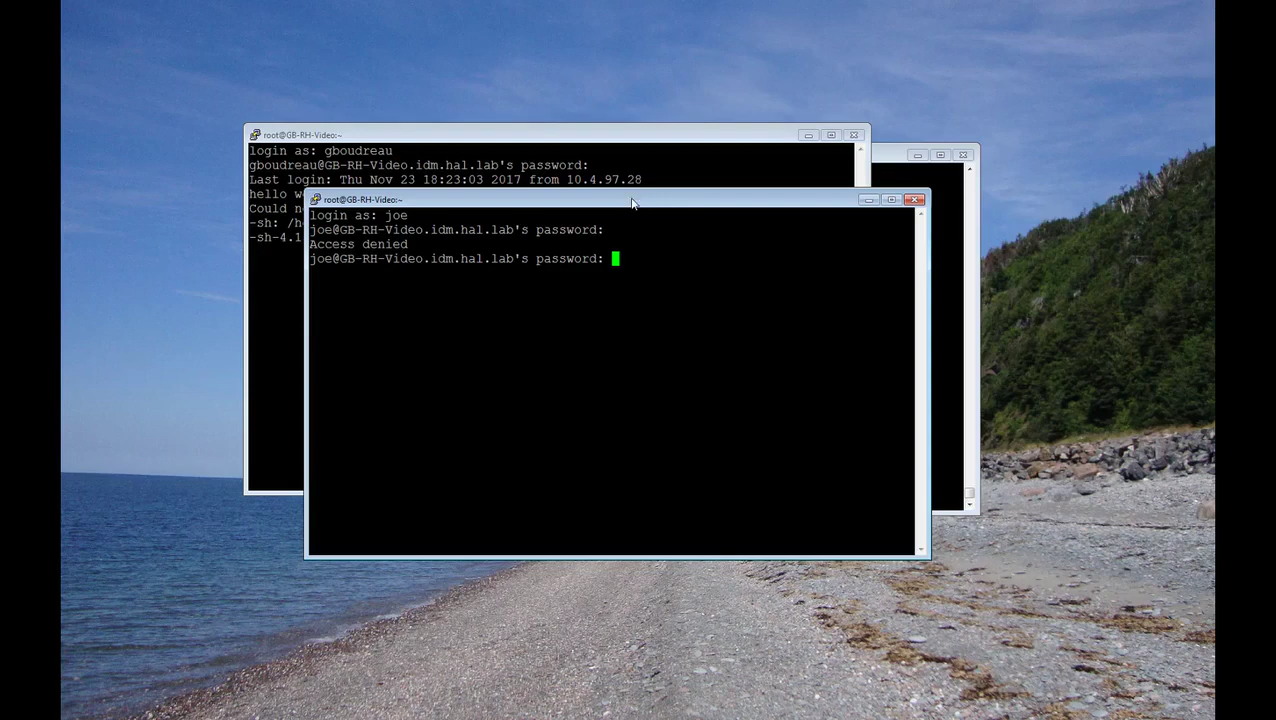 root@GB-RH-Video:~
login as: gboudreau
gboudreau@GB-RH-Video.idm.hal.lab's password:
Last login: Thu Nov 23 18:23:03 2017 from 10.4.97.28
hello w
Could n
-sh: /h
-sh-4.1
root@GB-RH-Video:~
login as: joe
joe@GB-RH-Video.idm.hal.lab's password:
Access denied
joe@GB-RH-Video.idm.hal.lab's password: